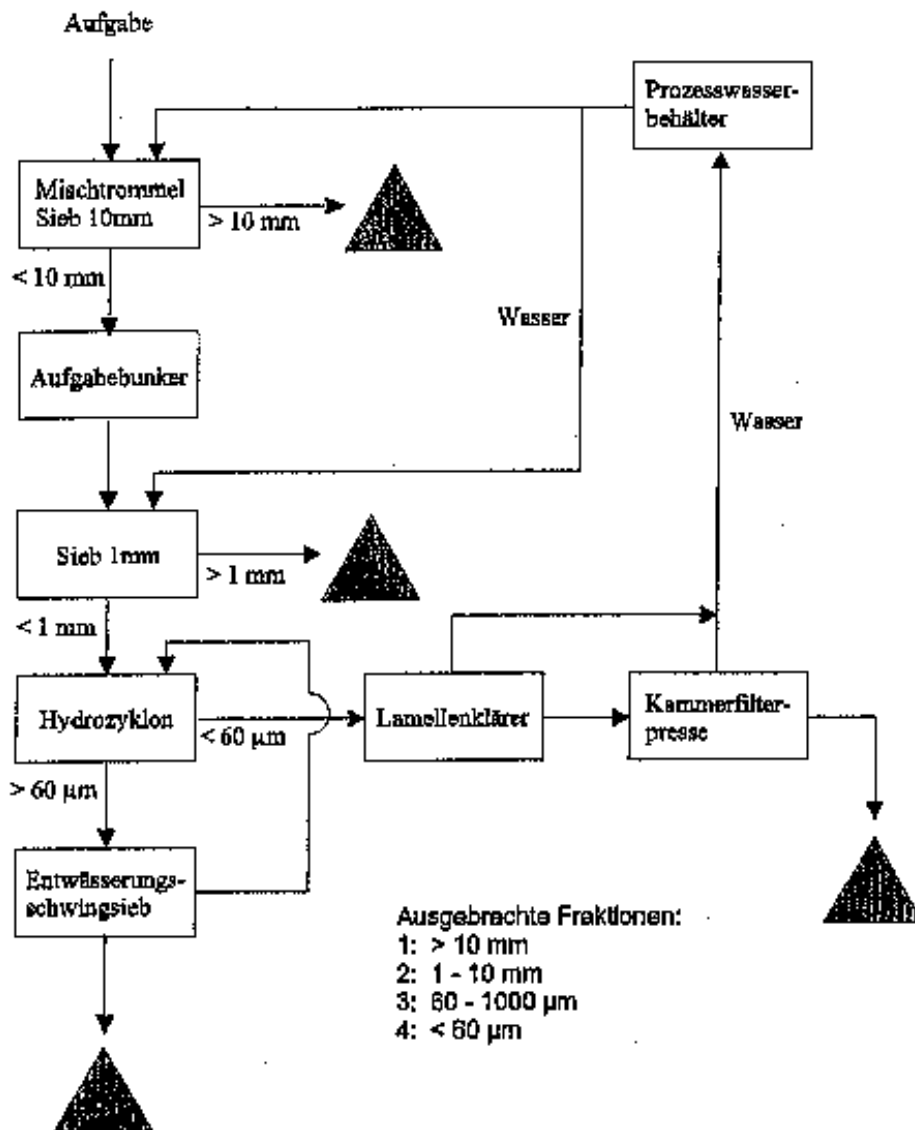 Aufgabe
Prozesswasser-
behälter
Mischtrommel
Sieb 10mm
> 10 mm
< 10 mm
Wasser
Aufgabebunker
Wasser
Sieb 1mm
> 1 mm
< 1 mm
Hydrozyklon
< 60 µm
Lamellenklärer
Kammerfilter-
presse
> 60 µm
Entwässerungs-
schwingsieb
Ausgebrachte Fraktionen:
1: > 10 mm
2: 1 - 10 mm
3: 60 - 1000 µm
4: < 60 µm